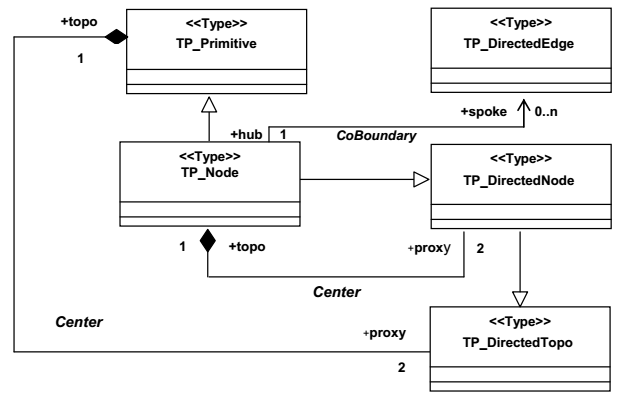 +topo
1
<<Type>>
TP_Primitive
<<Type>>
TP_DirectedEdge
+spoke 0..n
+hub 1
CoBoundary
<<Type>>
TP_Node
<<Type>>
TP_DirectedNode
1 +topo
+proxy 2
Center
Center
+proxy
2
<<Type>>
TP_DirectedTopo